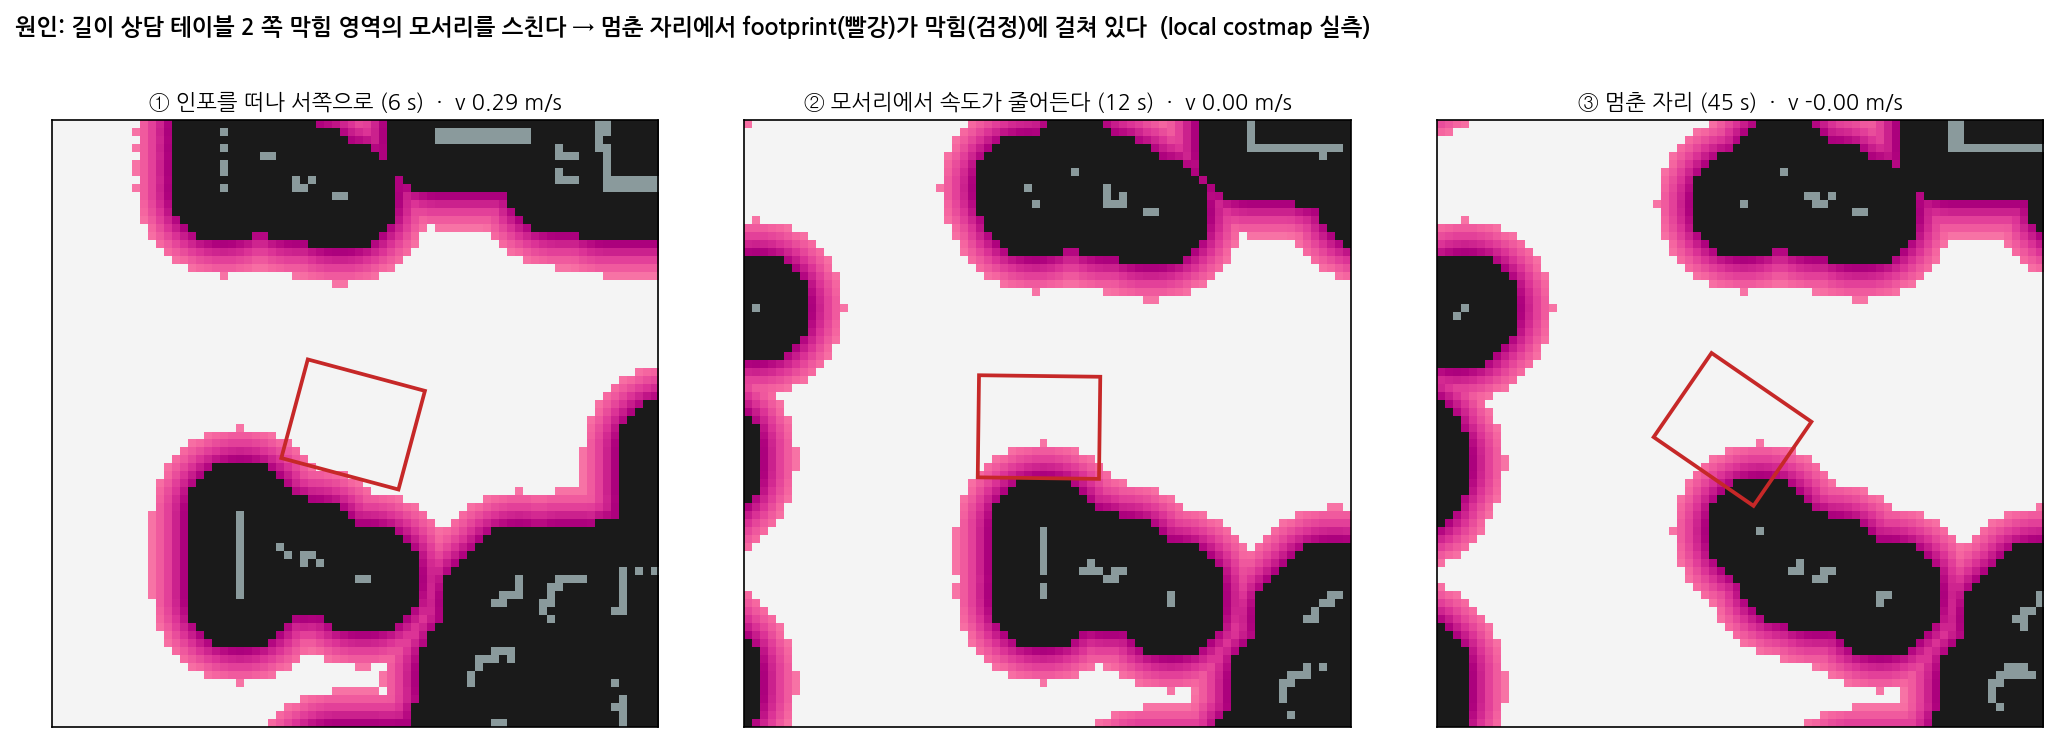 원인: 길이 상담 테이블 2 쪽 막힘 영역의 모서리를 스친다 → 멈춘 자리에서 footprint(빨강)가 막힘(검정)에 걸쳐 있다 (local costmap 실측)
① 인포를 떠나 서쪽으로 (6 s) · v 0.29 m/s
② 모서리에서 속도가 줄어든다 (12 s) · v 0.00 m/s
③ 멈춘 자리 (45 s) · v -0.00 m/s